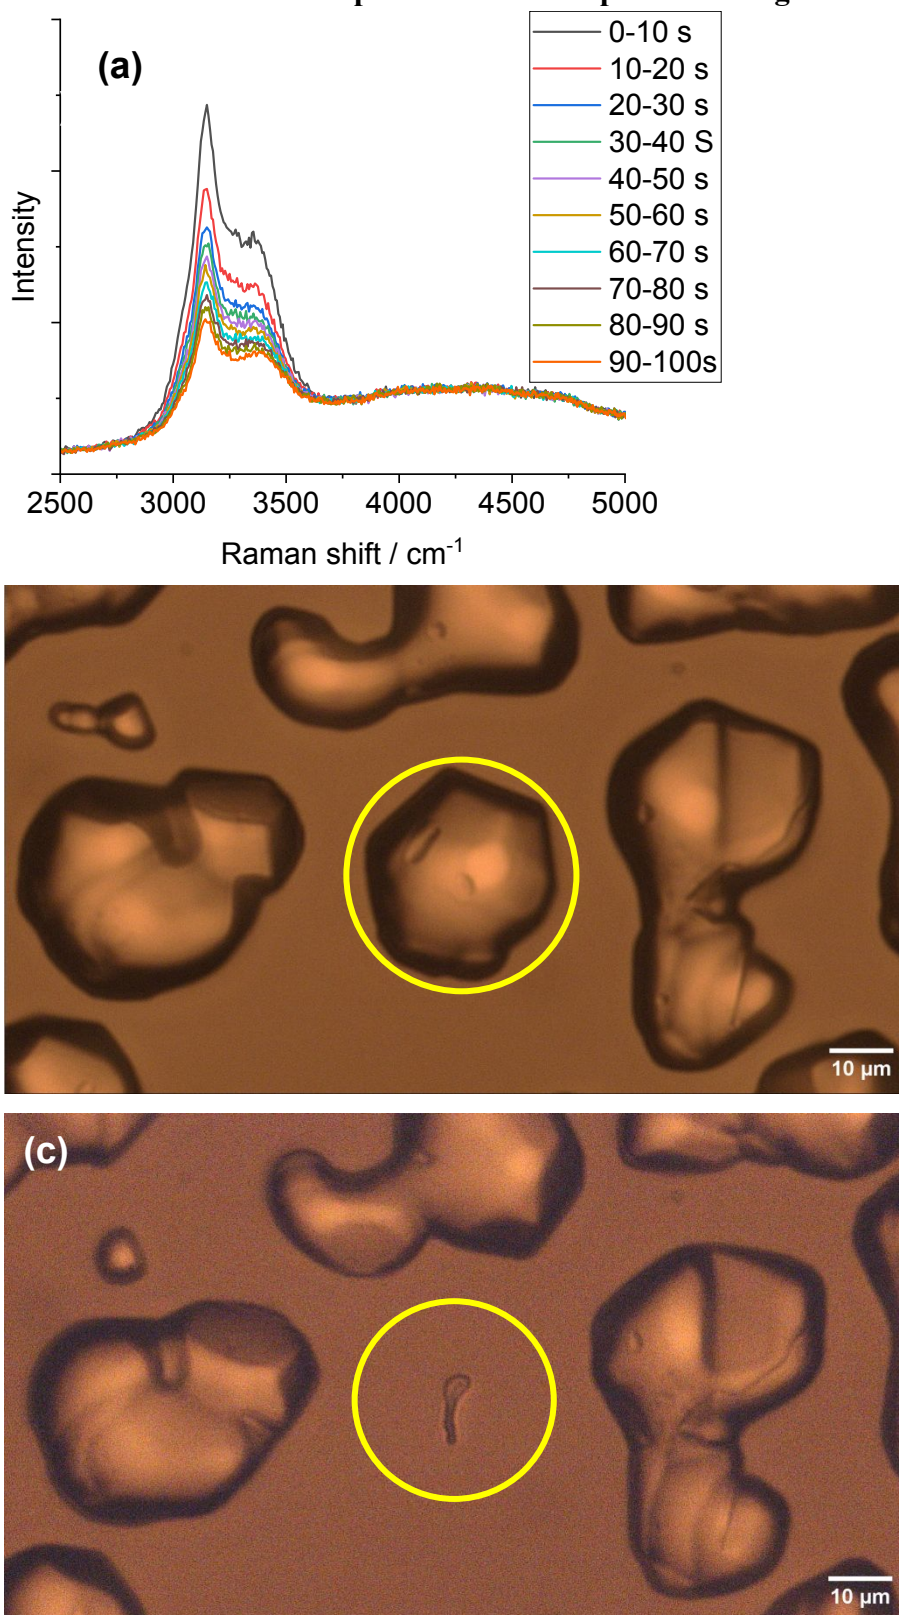 (a)
0-10 s
10-20 s
20-30 s
30-40 S
40-50 s
50-60 s
60-70 s
70-80 s
80-90 s
90-100s
Intensity
2500 3000 3500 4000 4500 5000
Raman shift / cm-1
10 µm
(c)
10 µm